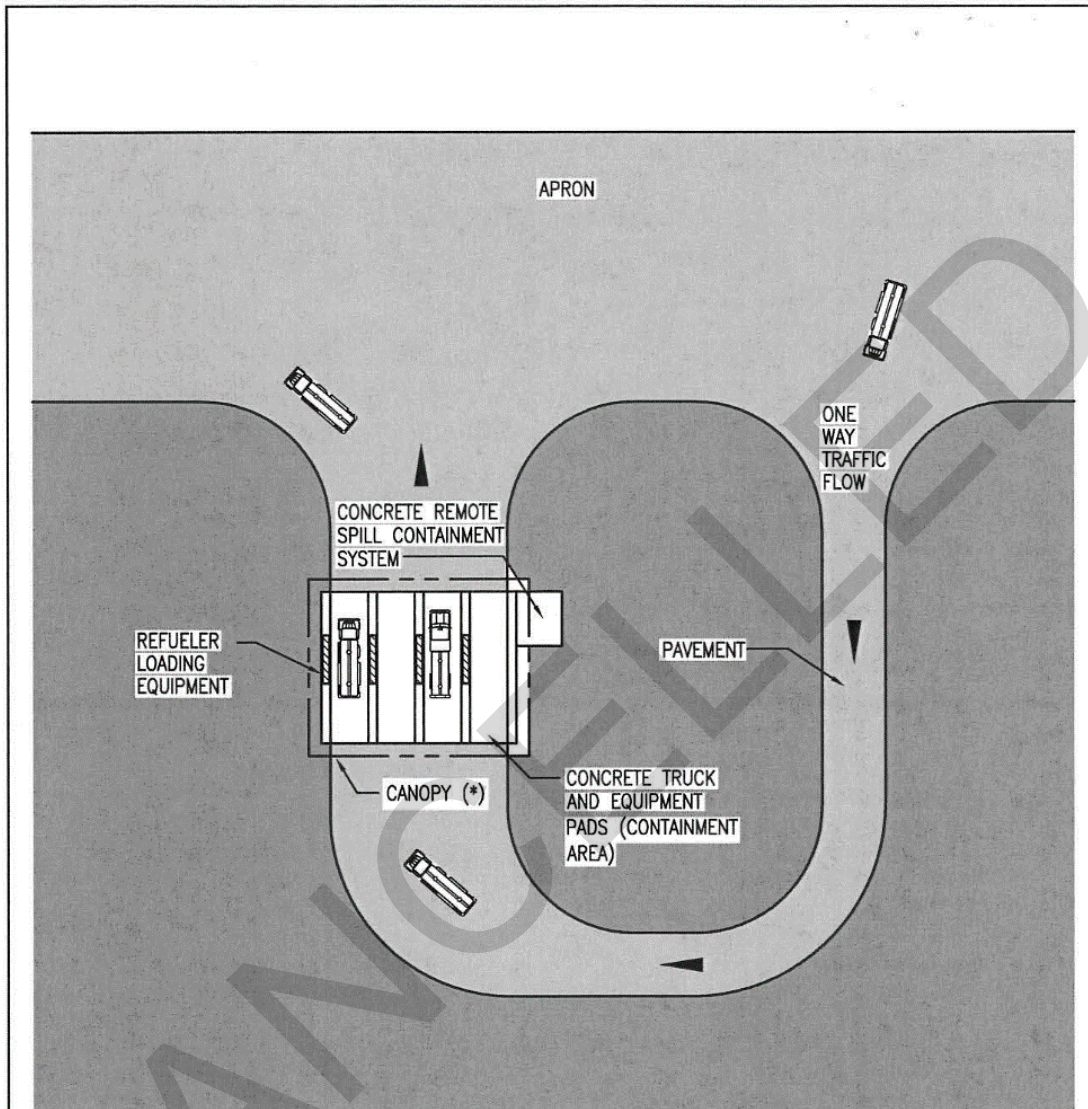 APRON
ONE
WAY
TRAFFIC
FLOW
CONCRETE REMOTE
SPILL CONTAINMENT
SYSTEM
REFUELER
LOADING
EQUIPMENT
PAVEMENT
CANOPY (*)
CONCRETE TRUCK
AND EQUIPMENT
PADS (CONTAINMENT
AREA)
CANCELLED